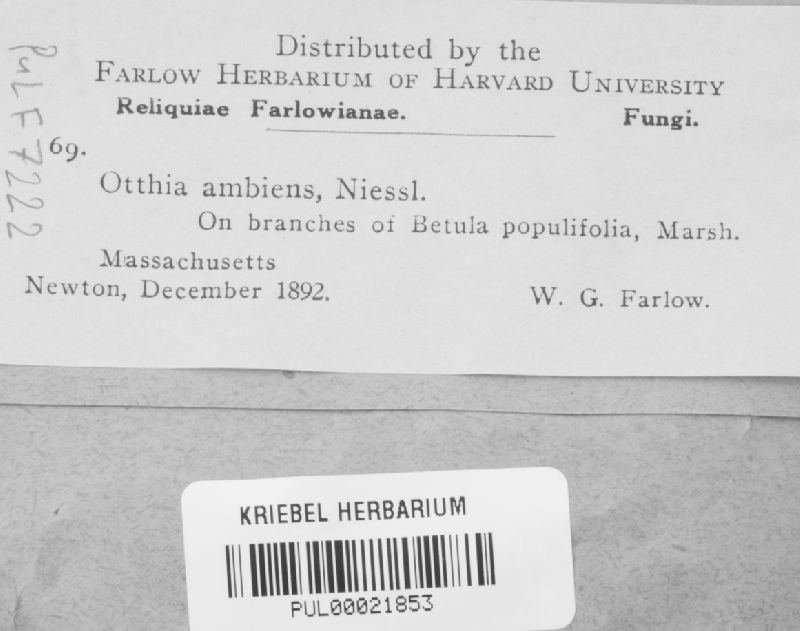 Distributed by the
FARLOW HERBARIUM OF HARVARD UNIVERSITY
Reliquiae Farlowianae. Fungi.
PUL F7222
69.
Otthia ambiens, Niessl.
On branches of Betula populifolia, Marsh.
Massachusetts
Newton, December 1892. W. G. Farlow.
KRIEBEL HERBARIUM
PUL00021853